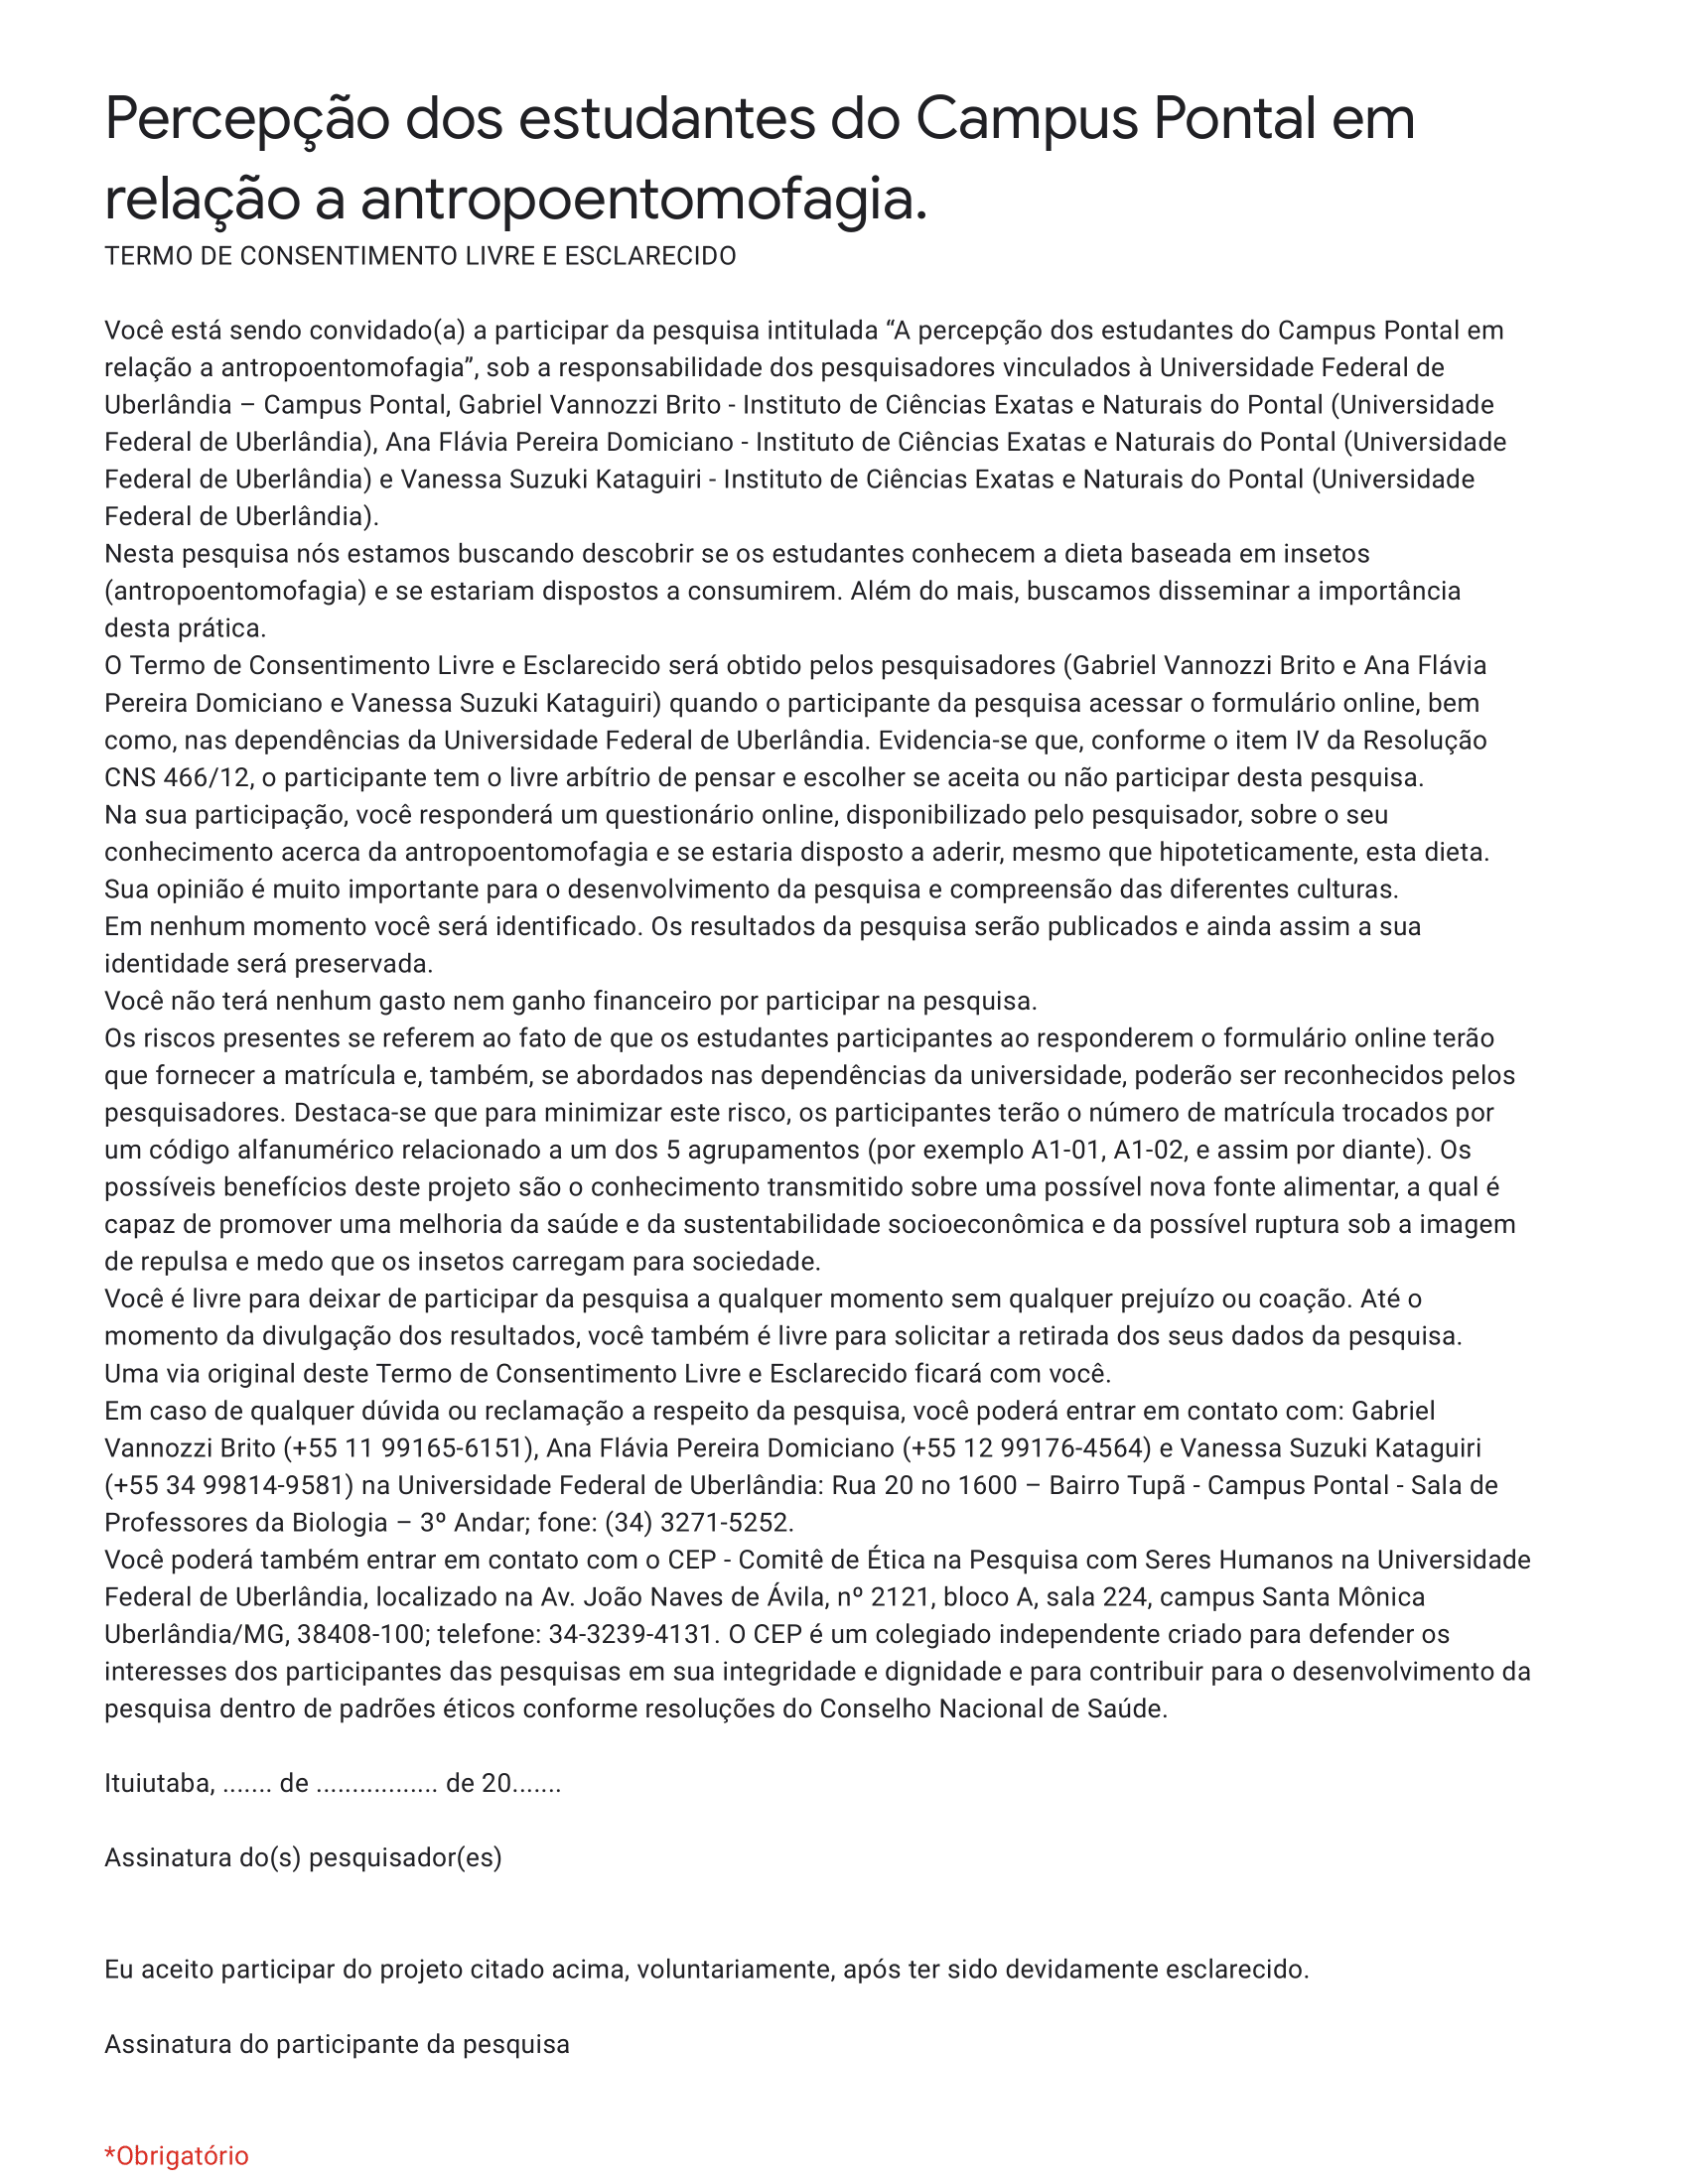 Percepção dos estudantes do Campus Pontal em
relação a antropoentomofagia.
TERMO DE CONSENTIMENTO LIVRE E ESCLARECIDO
Você está sendo convidado(a) a participar da pesquisa intitulada “A percepção dos estudantes do Campus Pontal em
relação a antropoentomofagia”, sob a responsabilidade dos pesquisadores vinculados à Universidade Federal de
Uberlândia – Campus Pontal, Gabriel Vannozzi Brito - Instituto de Ciências Exatas e Naturais do Pontal (Universidade
Federal de Uberlândia), Ana Flávia Pereira Domiciano - Instituto de Ciências Exatas e Naturais do Pontal (Universidade
Federal de Uberlândia) e Vanessa Suzuki Kataguiri - Instituto de Ciências Exatas e Naturais do Pontal (Universidade
Federal de Uberlândia).
Nesta pesquisa nós estamos buscando descobrir se os estudantes conhecem a dieta baseada em insetos
(antropoentomofagia) e se estariam dispostos a consumirem. Além do mais, buscamos disseminar a importância
desta prática.
O Termo de Consentimento Livre e Esclarecido será obtido pelos pesquisadores (Gabriel Vannozzi Brito e Ana Flávia
Pereira Domiciano e Vanessa Suzuki Kataguiri) quando o participante da pesquisa acessar o formulário online, bem
como, nas dependências da Universidade Federal de Uberlândia. Evidencia-se que, conforme o item IV da Resolução
CNS 466/12, o participante tem o livre arbítrio de pensar e escolher se aceita ou não participar desta pesquisa.
Na sua participação, você responderá um questionário online, disponibilizado pelo pesquisador, sobre o seu
conhecimento acerca da antropoentomofagia e se estaria disposto a aderir, mesmo que hipoteticamente, esta dieta.
Sua opinião é muito importante para o desenvolvimento da pesquisa e compreensão das diferentes culturas.
Em nenhum momento você será identificado. Os resultados da pesquisa serão publicados e ainda assim a sua
identidade será preservada.
Você não terá nenhum gasto nem ganho financeiro por participar na pesquisa.
Os riscos presentes se referem ao fato de que os estudantes participantes ao responderem o formulário online terão
que fornecer a matrícula e, também, se abordados nas dependências da universidade, poderão ser reconhecidos pelos
pesquisadores. Destaca-se que para minimizar este risco, os participantes terão o número de matrícula trocados por
um código alfanumérico relacionado a um dos 5 agrupamentos (por exemplo A1-01, A1-02, e assim por diante). Os
possíveis benefícios deste projeto são o conhecimento transmitido sobre uma possível nova fonte alimentar, a qual é
capaz de promover uma melhoria da saúde e da sustentabilidade socioeconômica e da possível ruptura sob a imagem
de repulsa e medo que os insetos carregam para sociedade.
Você é livre para deixar de participar da pesquisa a qualquer momento sem qualquer prejuízo ou coação. Até o
momento da divulgação dos resultados, você também é livre para solicitar a retirada dos seus dados da pesquisa.
Uma via original deste Termo de Consentimento Livre e Esclarecido ficará com você.
Em caso de qualquer dúvida ou reclamação a respeito da pesquisa, você poderá entrar em contato com: Gabriel
Vannozzi Brito (+55 11 99165-6151), Ana Flávia Pereira Domiciano (+55 12 99176-4564) e Vanessa Suzuki Kataguiri
(+55 34 99814-9581) na Universidade Federal de Uberlândia: Rua 20 no 1600 – Bairro Tupã - Campus Pontal - Sala de
Professores da Biologia – 3º Andar; fone: (34) 3271-5252.
Você poderá também entrar em contato com o CEP - Comitê de Ética na Pesquisa com Seres Humanos na Universidade
Federal de Uberlândia, localizado na Av. João Naves de Ávila, nº 2121, bloco A, sala 224, campus Santa Mônica
Uberlândia/MG, 38408-100; telefone: 34-3239-4131. O CEP é um colegiado independente criado para defender os
interesses dos participantes das pesquisas em sua integridade e dignidade e para contribuir para o desenvolvimento da
pesquisa dentro de padrões éticos conforme resoluções do Conselho Nacional de Saúde.
Ituiutaba, ....... de ................. de 20.......
Assinatura do(s) pesquisador(es)
Eu aceito participar do projeto citado acima, voluntariamente, após ter sido devidamente esclarecido.
Assinatura do participante da pesquisa
*Obrigatório